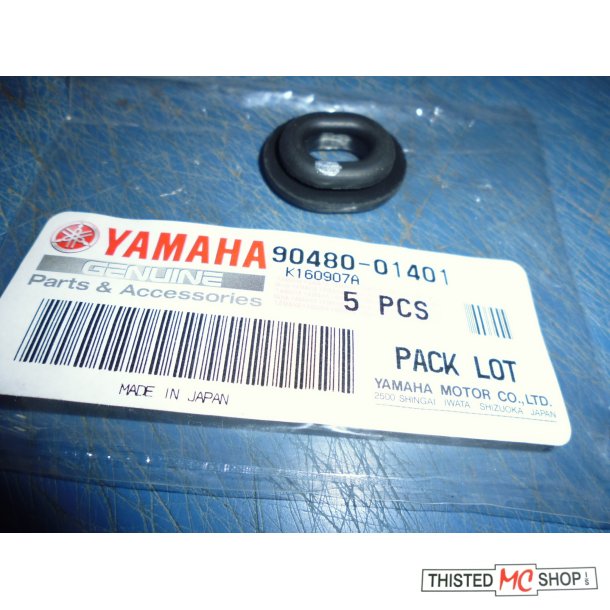 YAMAHA 90480-01401
GENUINE K160907A
Parts & Accessories 5 PCS
PACK LOT
YAMAHA MOTOR CO.,LTD.
2500 SHINGAI IWATA SHIZUOKA JAPAN
MADE IN JAPAN
THISTED MC SHOP I/S